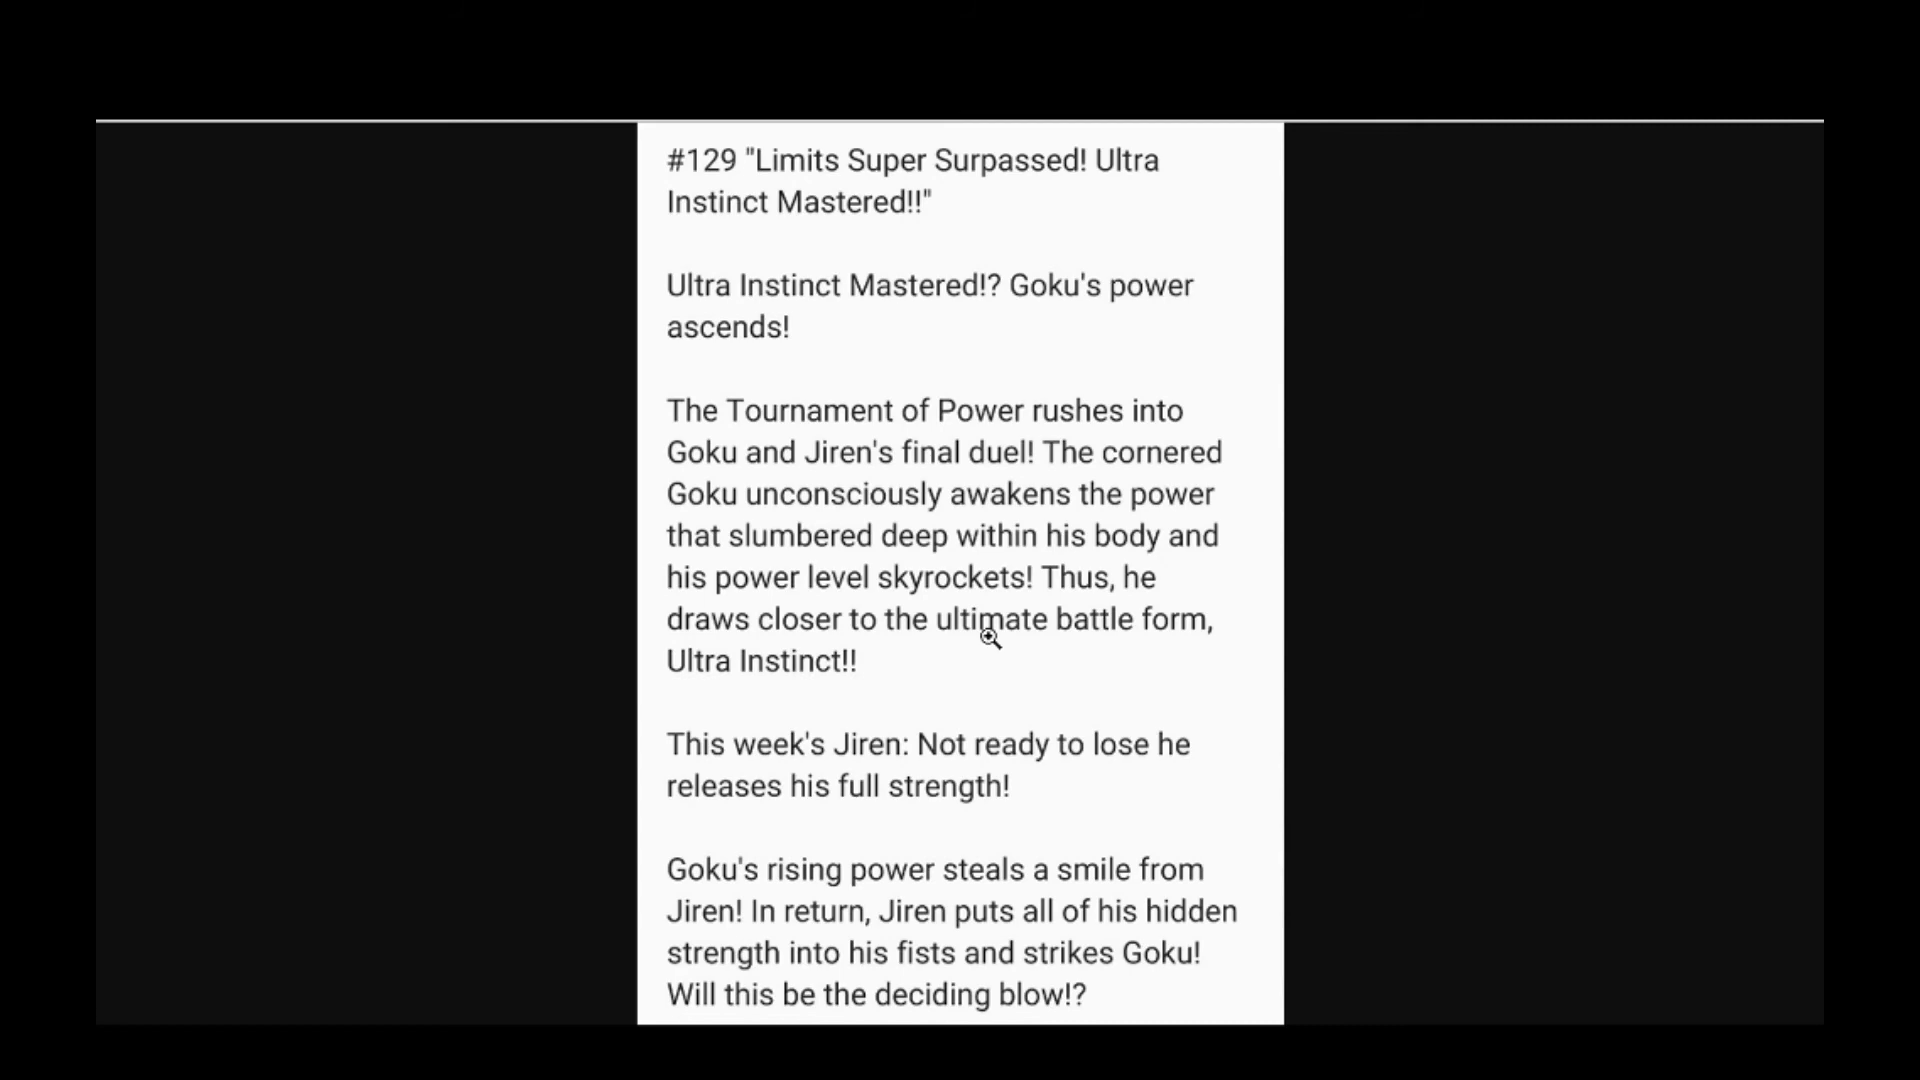 #129 "Limits Super Surpassed! Ultra
Instinct Mastered!!"
Ultra Instinct Mastered!? Goku's power
ascends!
The Tournament of Power rushes into
Goku and Jiren's final duel! The cornered
Goku unconsciously awakens the power
that slumbered deep within his body and
his power level skyrockets! Thus, he
draws closer to the ultimate battle form,
Ultra Instinct!!
This week's Jiren: Not ready to lose he
releases his full strength!
Goku's rising power steals a smile from
Jiren! In return, Jiren puts all of his hidden
strength into his fists and strikes Goku!
Will this be the deciding blow!?